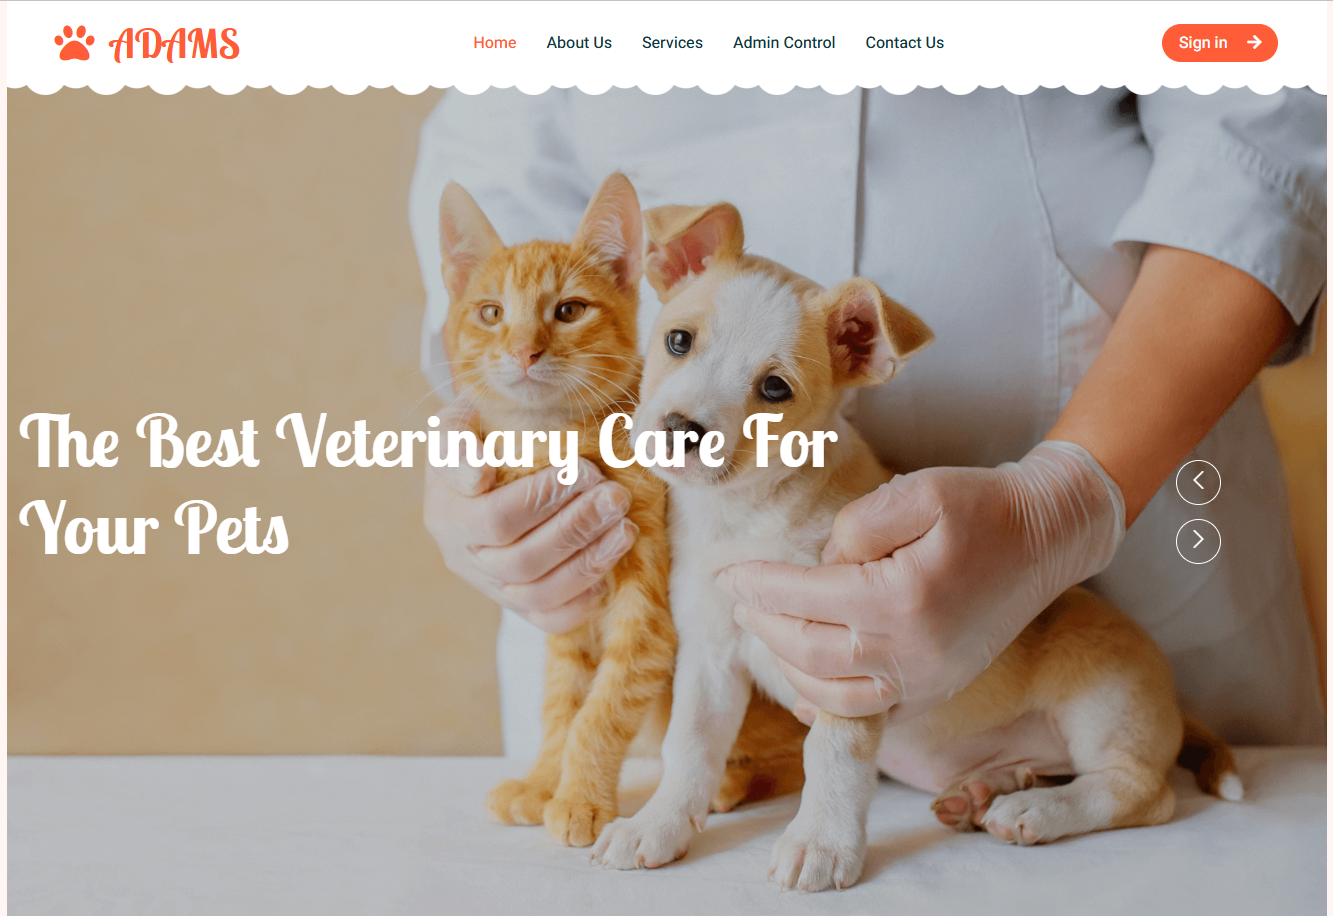 ADAMS
Home About Us Services Admin Control Contact Us
Sign in
The Best Veterinary Care For
Your Pets